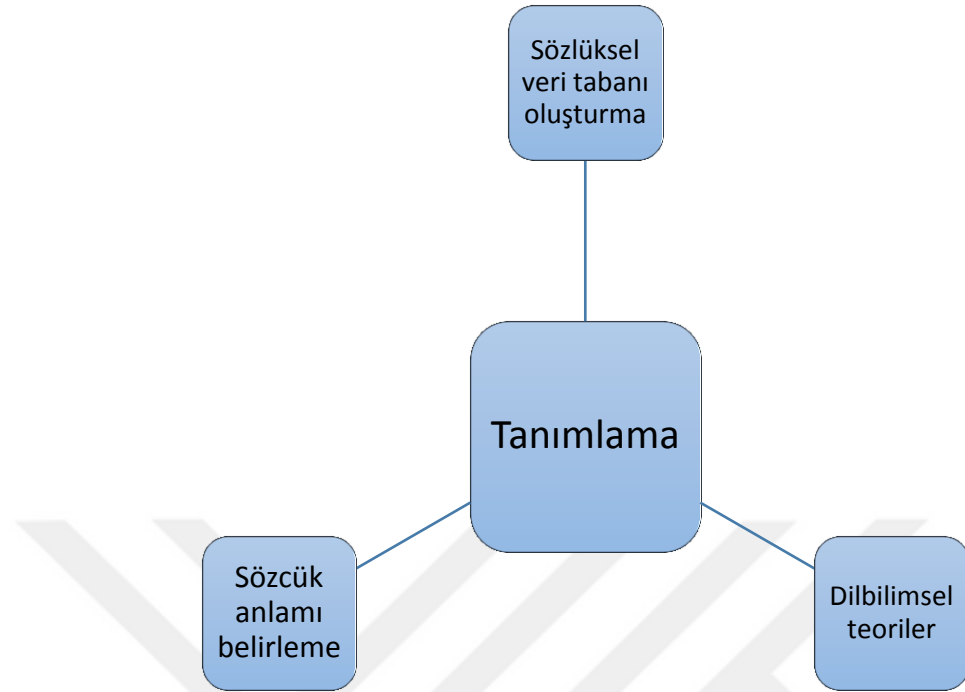 Sözlüksel
veri tabanı
oluşturma
Tanımlama
Sözcük
anlamı
belirleme
Dilbilimsel
teoriler